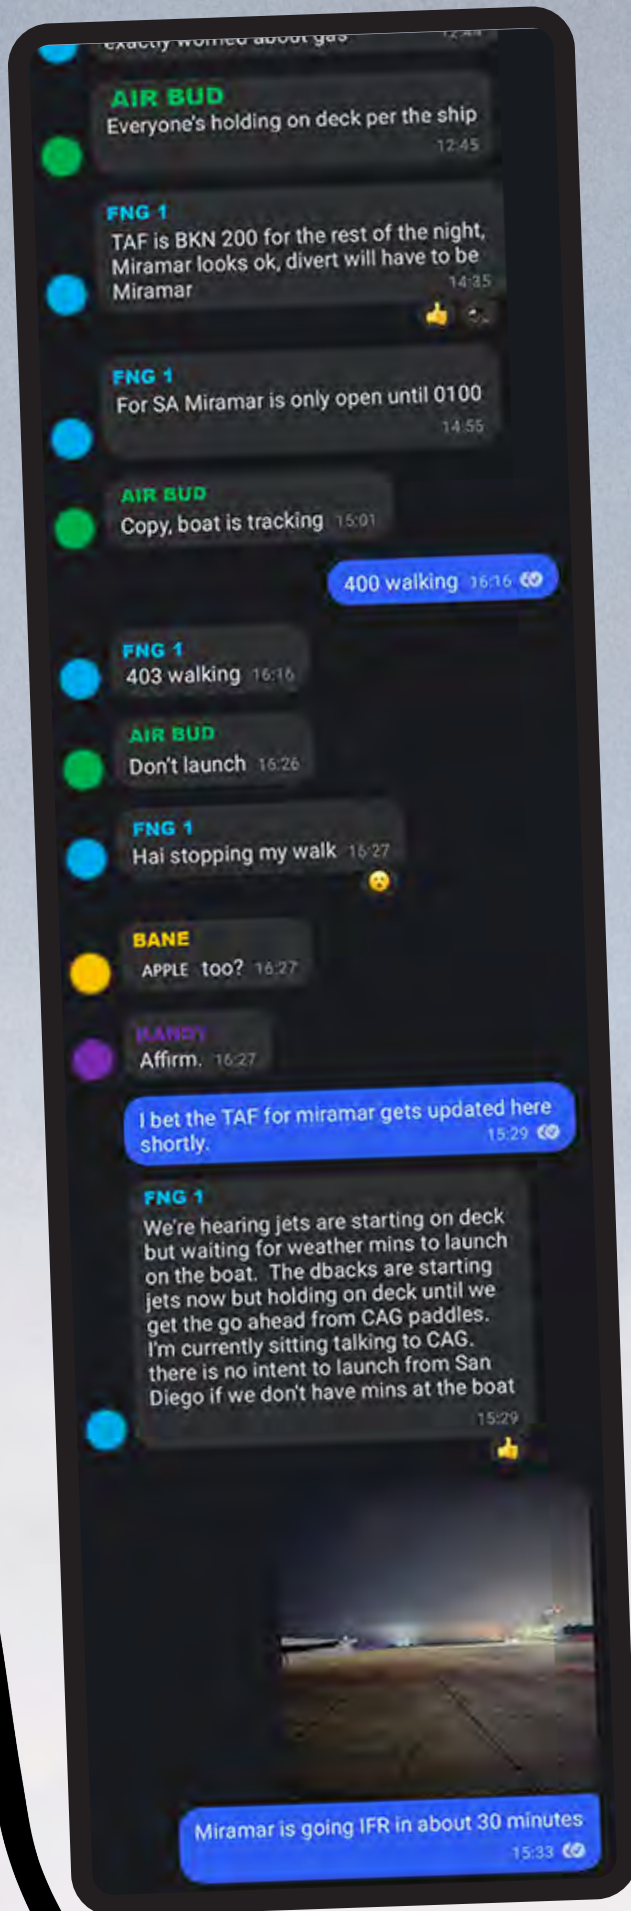 exactly worried about gas 12:44
AIR BUD
Everyone's holding on deck per the ship
12:45
FNG 1
TAF is BKN 200 for the rest of the night,
Miramar looks ok, divert will have to be
Miramar 14:35
FNG 1
For SA Miramar is only open until 0100
14:55
AIR BUD
Copy, boat is tracking 15:01
400 walking 16:16
FNG 1
403 walking 16:16
AIR BUD
Don't launch 16:26
FNG 1
Hai stopping my walk 16:27
BANE
APPLE too? 16:27
Affirm. 16:27
I bet the TAF for miramar gets updated here
shortly. 15:29
FNG 1
We're hearing jets are starting on deck
but waiting for weather mins to launch
on the boat. The dbacks are starting
jets now but holding on deck until we
get the go ahead from CAG paddles.
I'm currently sitting talking to CAG.
there is no intent to launch from San
Diego if we don't have mins at the boat
15:29
Miramar is going IFR in about 30 minutes
15:33